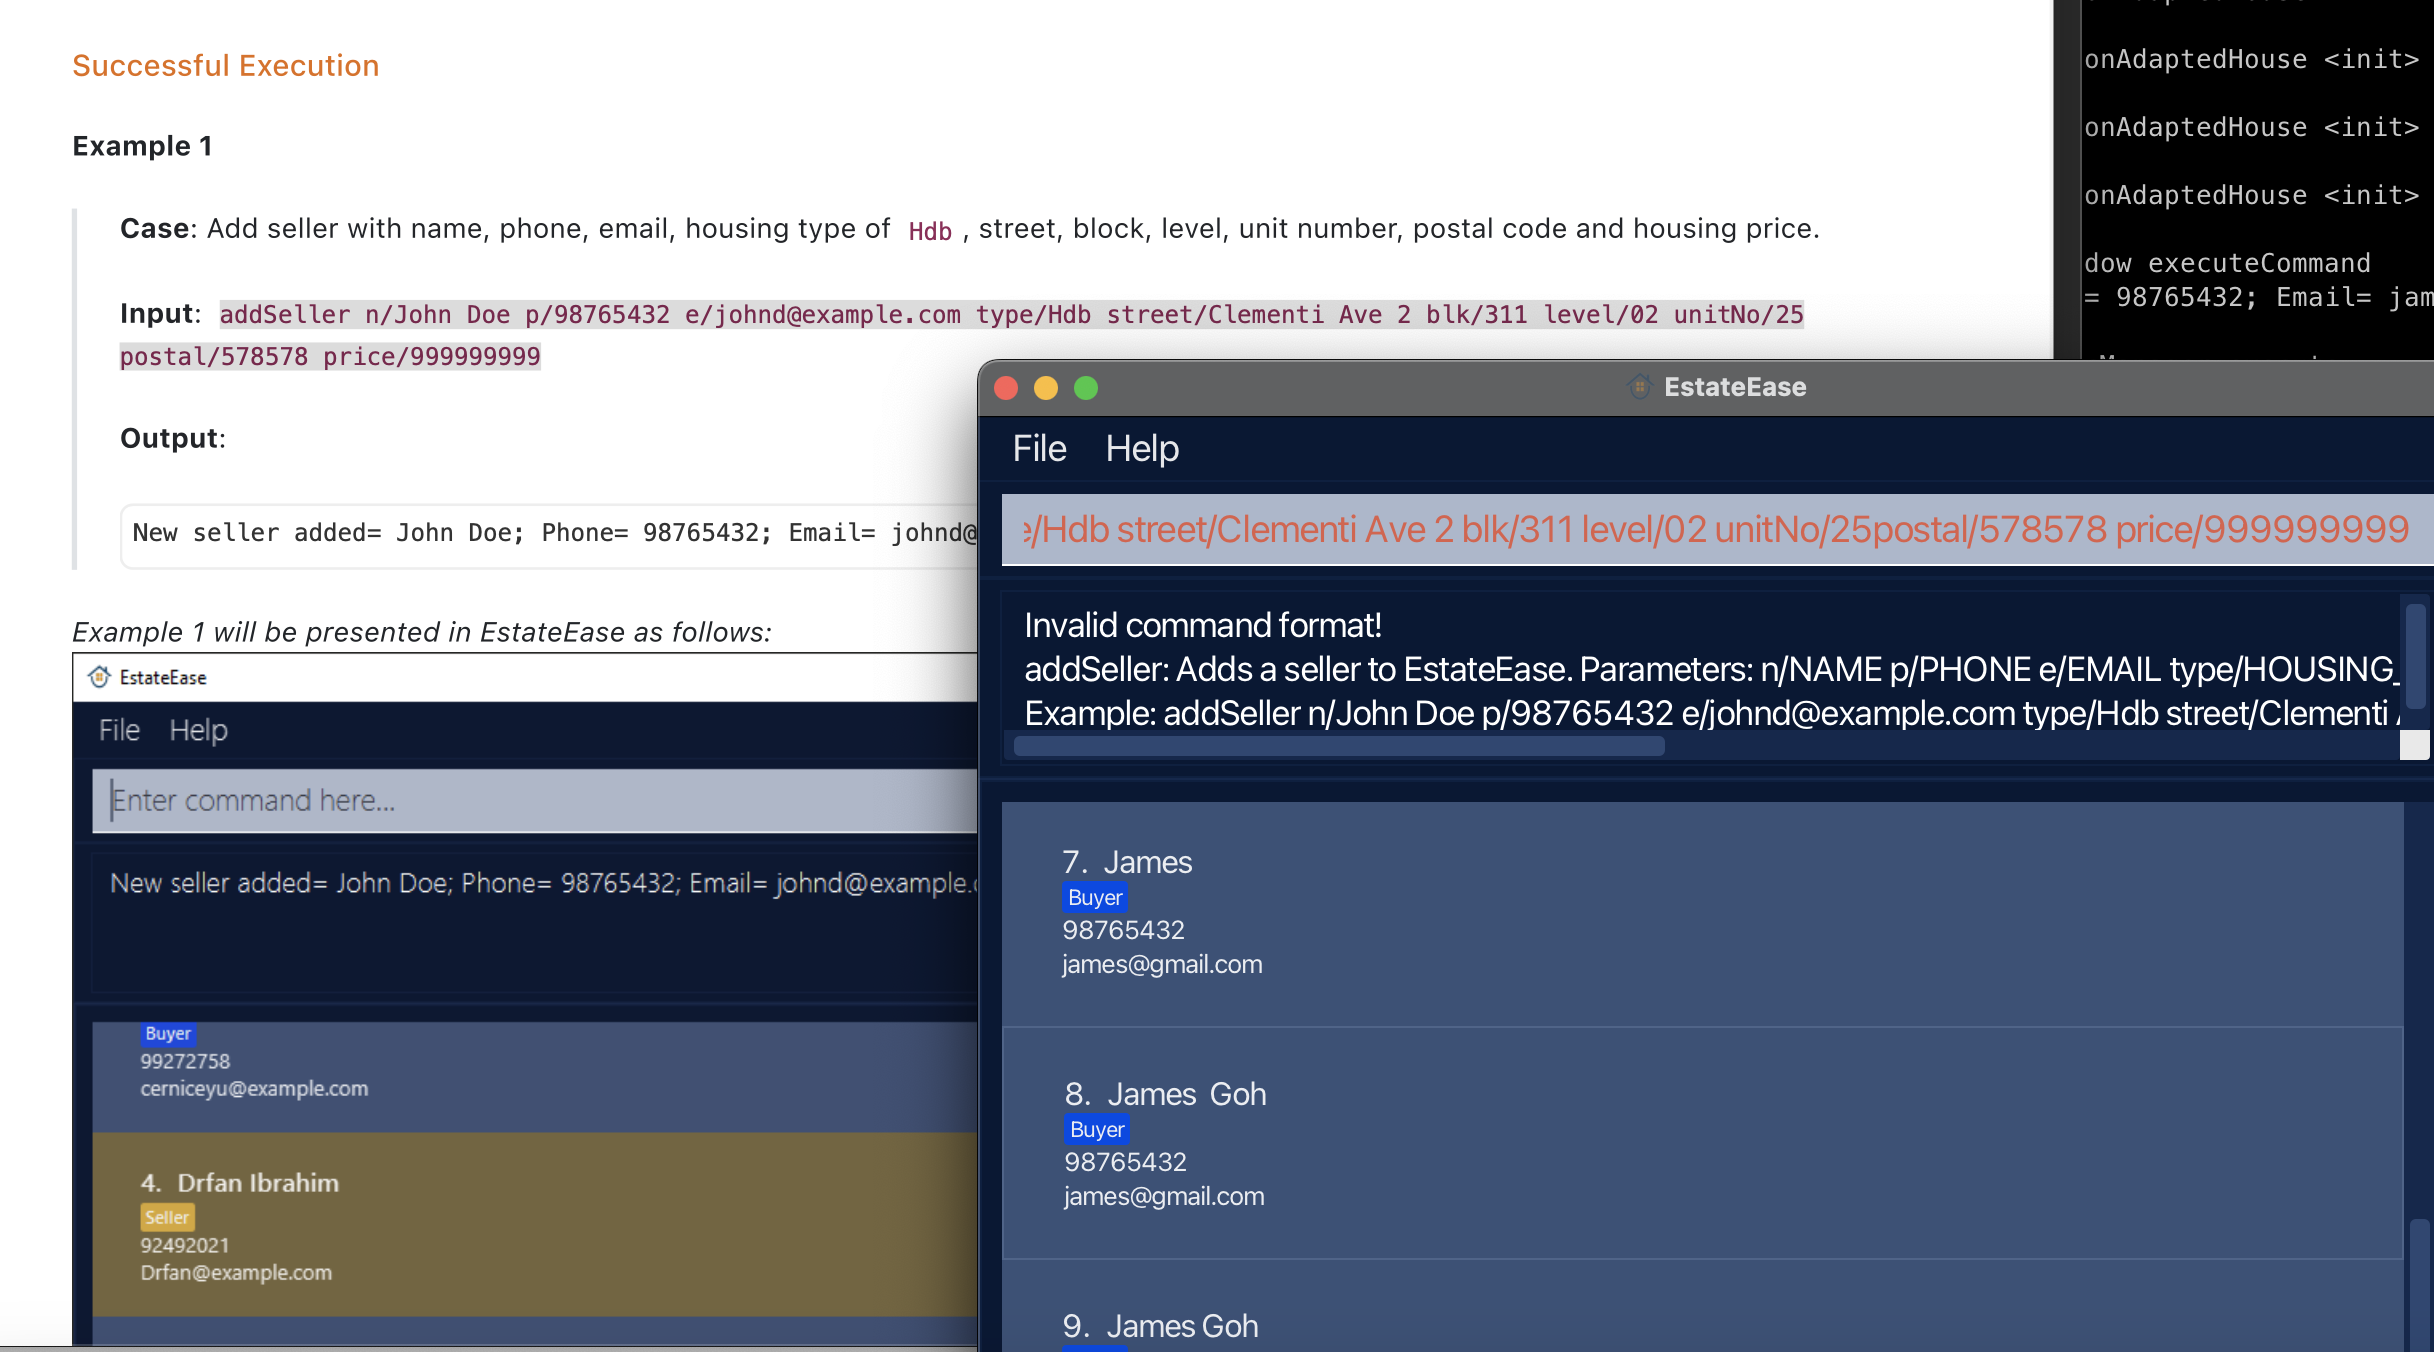 Successful Execution
Example 1
Case: Add seller with name, phone, email, housing type of Hdb , street, block, level, unit number, postal code and housing price.
Input: addSeller n/John Doe p/98765432 e/johnd@example.com type/Hdb street/Clementi Ave 2 blk/311 level/02 unitNo/25
postal/578578 price/999999999
Output:
New seller added= John Doe; Phone= 98765432; Email= johnd@
Example 1 will be presented in EstateEase as follows:
EstateEase
File Help
Enter command here...
New seller added= John Doe; Phone= 98765432; Email= johnd@example.
Buyer
99272758
cerniceyu@example.com
4. Drfan Ibrahim
Seller
92492021
Drfan@example.com
onAdaptedHouse <init>
onAdaptedHouse <init>
onAdaptedHouse <init>
dow executeCommand
= 98765432; Email= jam
EstateEase
File Help
e/Hdb street/Clementi Ave 2 blk/311 level/02 unitNo/25postal/578578 price/999999999
Invalid command format!
addSeller: Adds a seller to EstateEase. Parameters: n/NAME p/PHONE e/EMAIL type/HOUSING_
Example: addSeller n/John Doe p/98765432 e/johnd@example.com type/Hdb street/Clementi
7. James
Buyer
98765432
james@gmail.com
8. James Goh
Buyer
98765432
james@gmail.com
9. James Goh